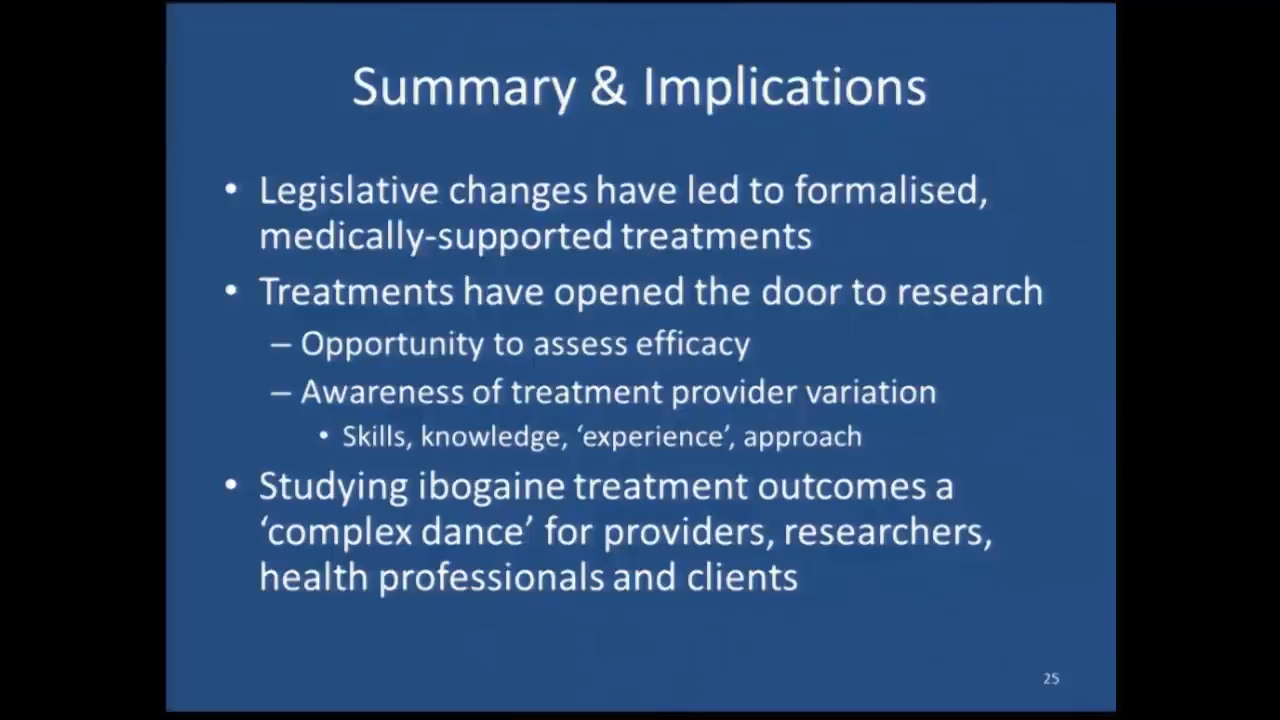 Summary & Implications
• Legislative changes have led to formalised,
medically-supported treatments
• Treatments have opened the door to research
– Opportunity to assess efficacy
– Awareness of treatment provider variation
• Skills, knowledge, ‘experience’, approach
• Studying ibogaine treatment outcomes a
‘complex dance’ for providers, researchers,
health professionals and clients
25